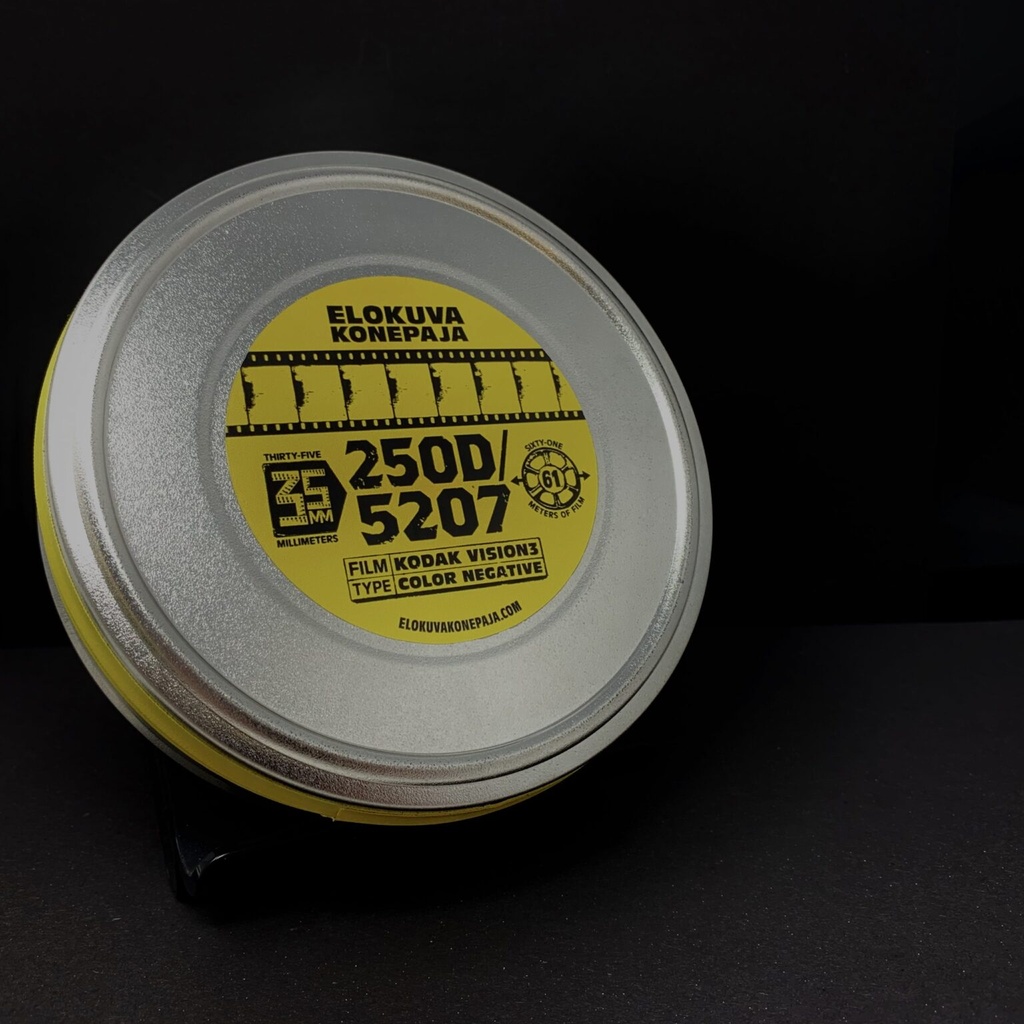 ELOKUVA
KONEPAJA
THIRTY-FIVE
35
MM
MILLIMETERS
250D/
5207
SIXTY-ONE
61
METERS OF FILM
FILM KODAK VISION3
TYPE COLOR NEGATIVE
ELOKUVAKONEPAJA.COM